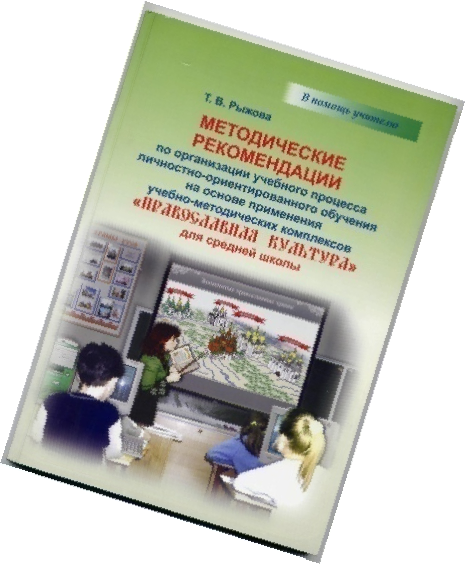 В помощь учителю
Т. В. Рыжова
МЕТОДИЧЕСКИЕ
РЕКОМЕНДАЦИИ
по организации учебного процесса
личностно-ориентированного обучения
на основе применения
учебно-методических комплексов
«ПРАВОСЛАВНАЯ КУЛЬТУРА»
для средней школы